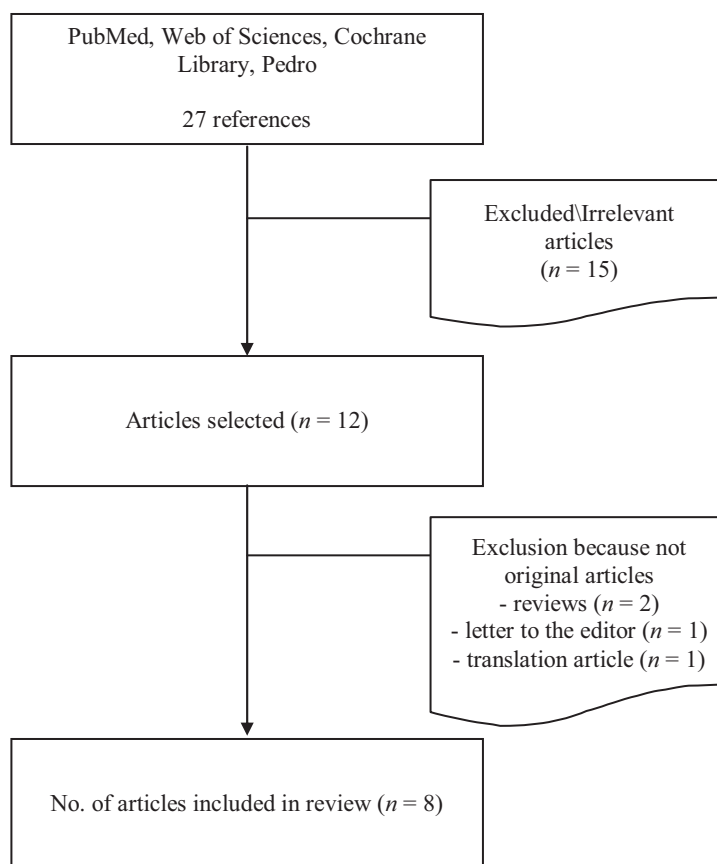 PubMed, Web of Sciences, Cochrane
Library, Pedro
27 references
Excluded\Irrelevant
articles
(n = 15)
Articles selected (n = 12)
Exclusion because not
original articles
- reviews (n = 2)
- letter to the editor (n = 1)
- translation article (n = 1)
No. of articles included in review (n = 8)